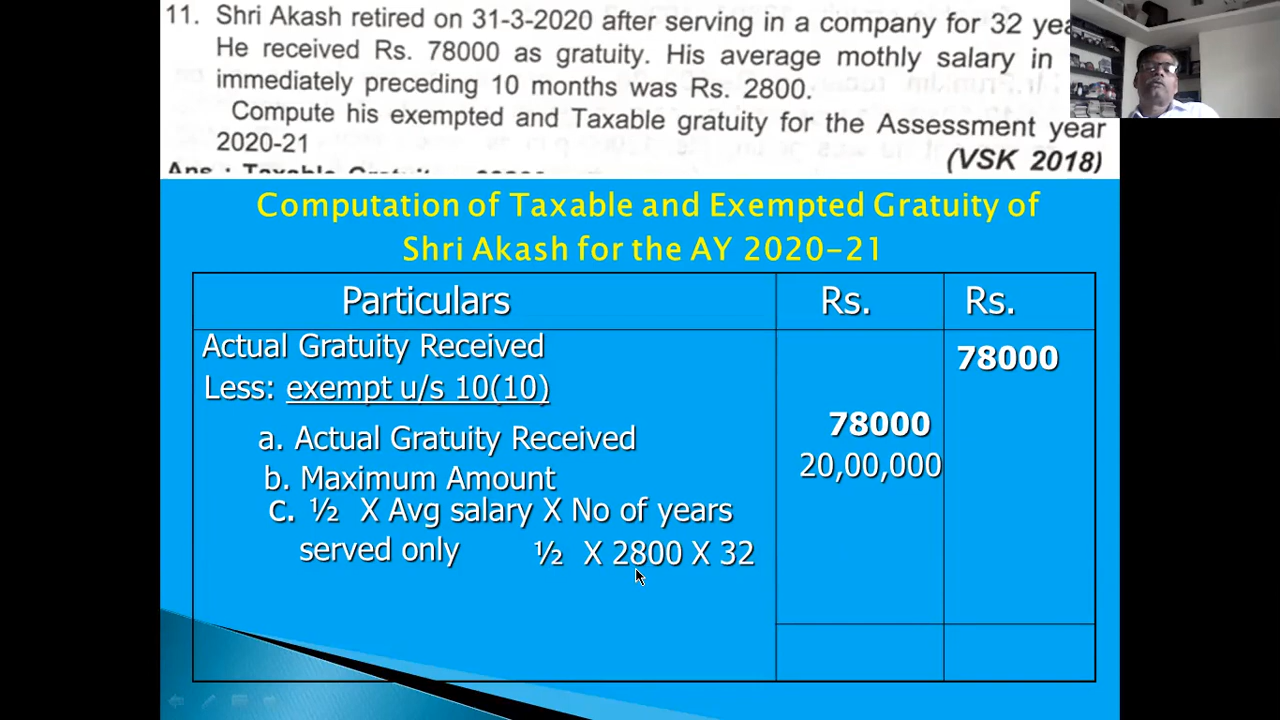 11. Shri Akash retired on 31-3-2020 after serving in a company for 32
He received Rs. 78000 as gratuity. His average mothly salary in
immediately preceding 10 months was Rs. 2800.
Compute his exempted and Taxable gratuity for the Assessment year
2020-21
(VSK 2018)
Ans : Taxable
Computation of Taxable and Exempted Gratuity of
Shri Akash for the AY 2020-21
Particulars Rs. Rs.
Actual Gratuity Received 78000
Less: exempt u/s 10(10)
a. Actual Gratuity Received 78000
b. Maximum Amount 20,00,000
c. ½ X Avg salary X No of years
served only ½ X 2800 X 32